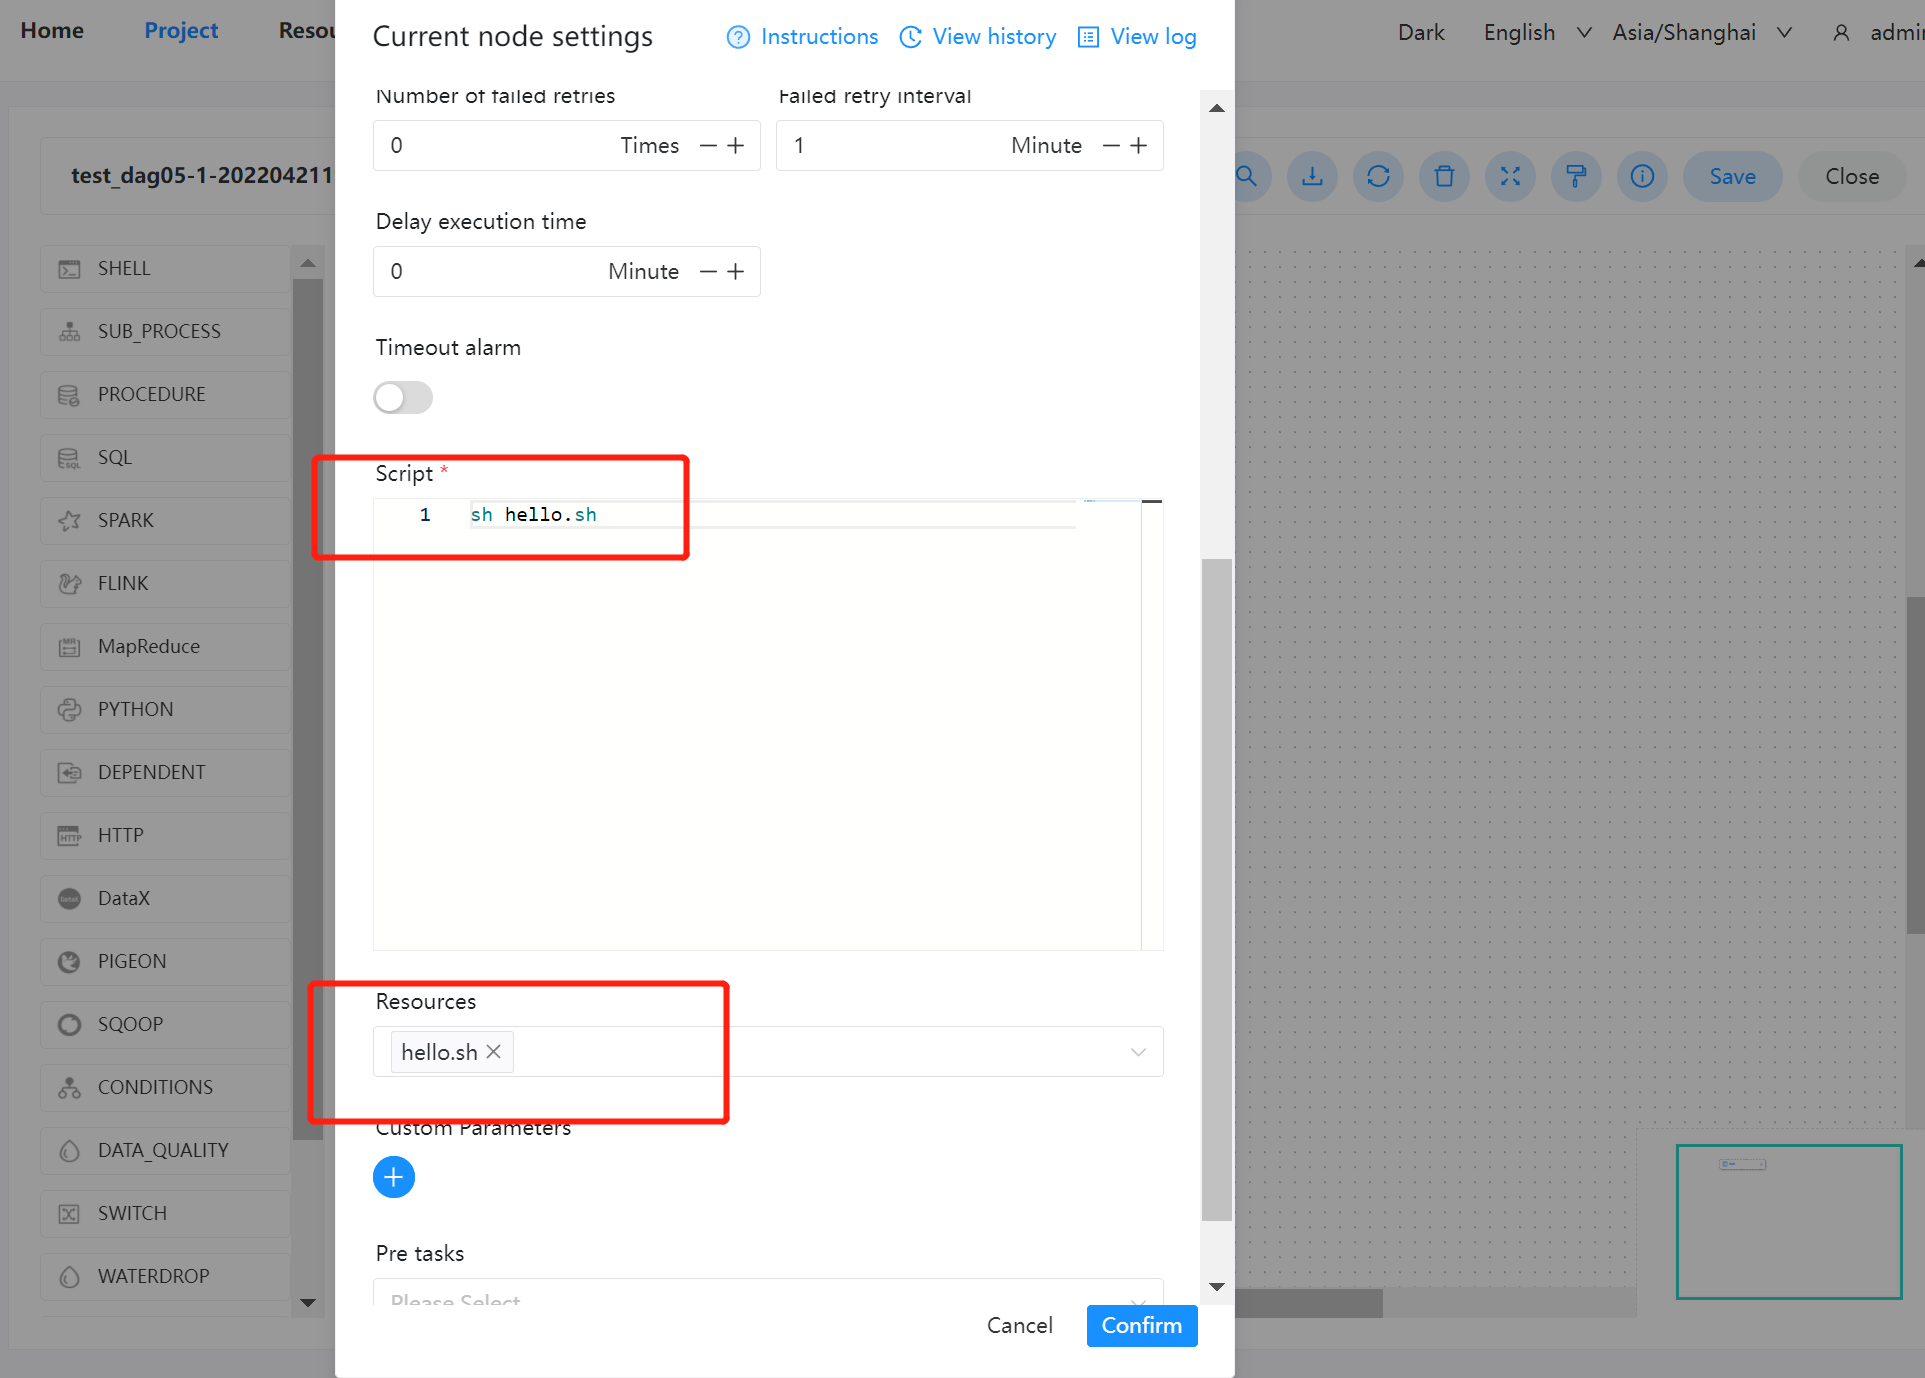 Home Project Resou
Current node settings Instructions View history View log
Dark English Asia/Shanghai admin
Number of failed retries Failed retry interval
0 Times 1 Minute
test_dag05-1-202204211
Save Close
Delay execution time
0 Minute
SHELL
SUB_PROCESS
Timeout alarm
PROCEDURE
SQL
Script *
1 sh hello.sh
SPARK
FLINK
MapReduce
PYTHON
DEPENDENT
HTTP
DataX
PIGEON
Resources
SQOOP
hello.sh
CONDITIONS
Custom Parameters
DATA_QUALITY
SWITCH
Pre tasks
WATERDROP
Please Select
Cancel Confirm